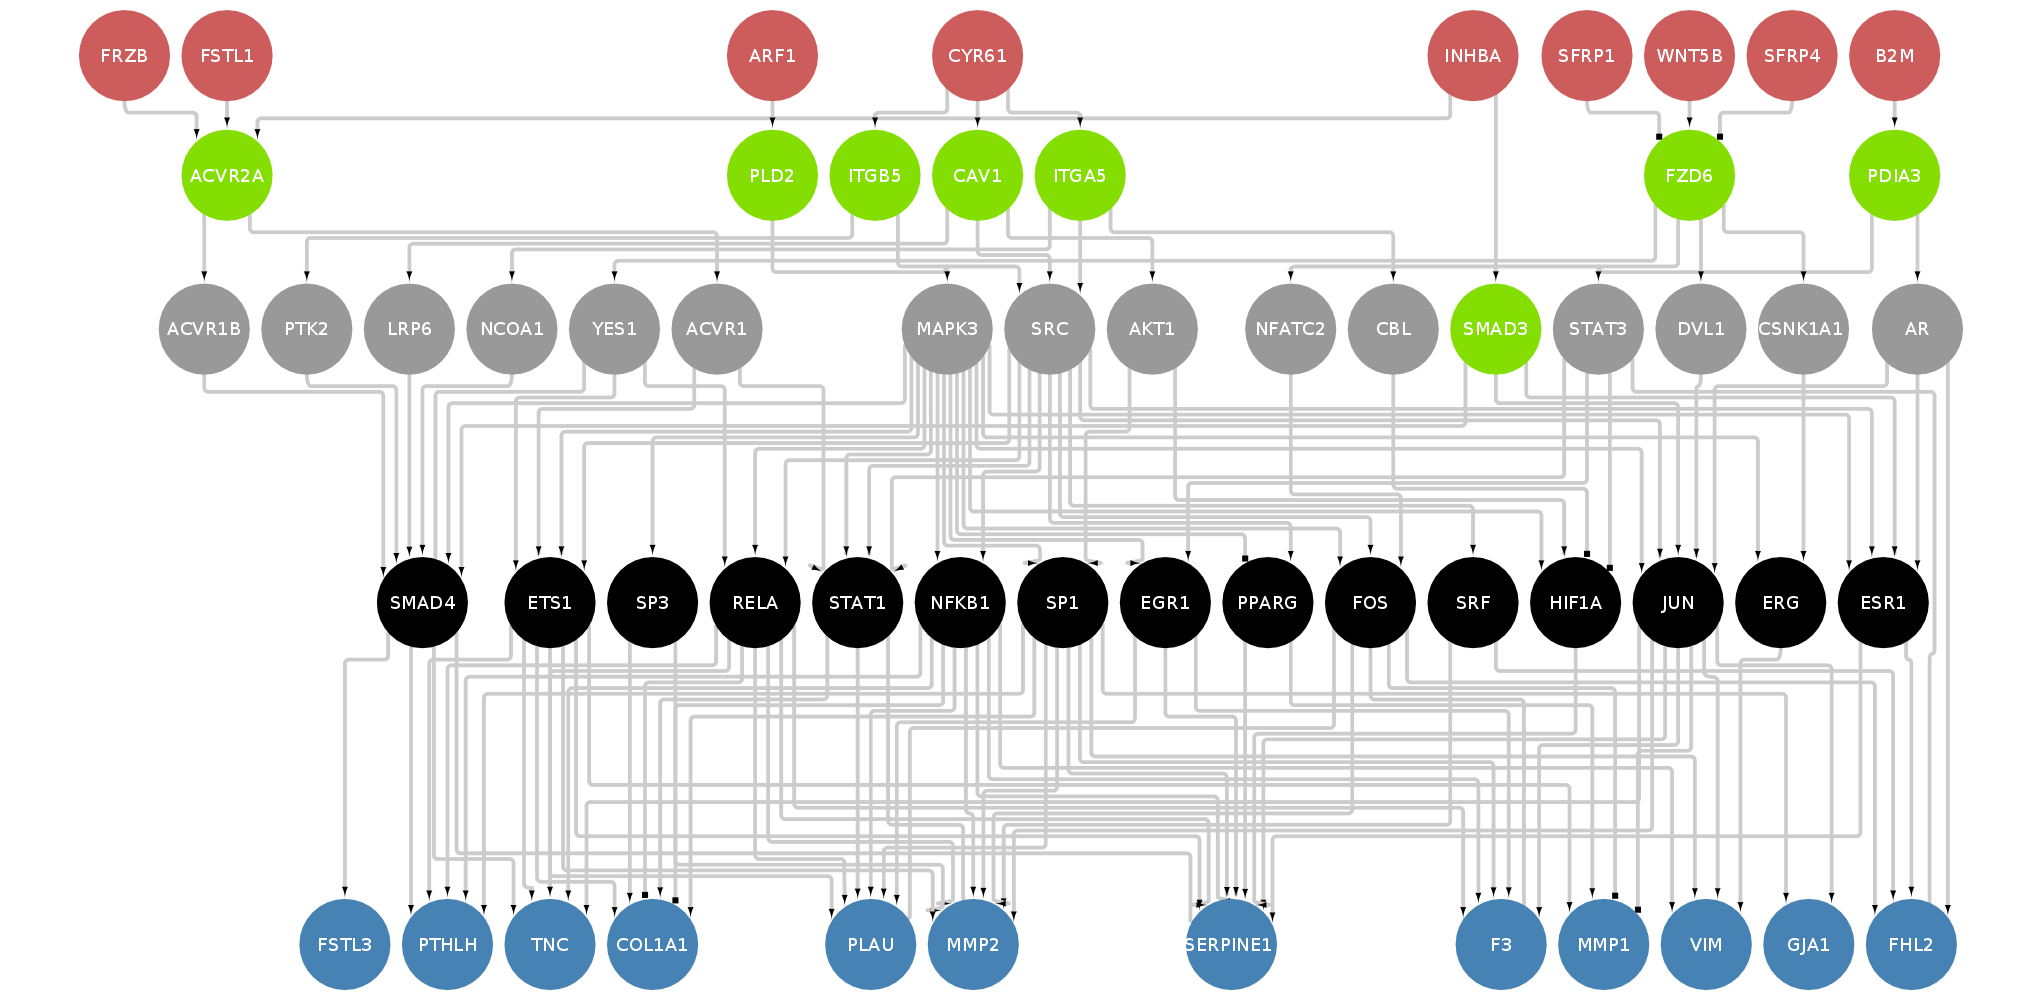 FRZB FSTL1 ARF1 CYR61 INHBA SFRP1 WNT5B SFRP4 B2M
ACVR2A PLD2 ITGB5 CAV1 ITGA5 FZD6 PDIA3
ACVR1B PTK2 LRP6 NCOA1 YES1 ACVR1 MAPK3 SRC AKT1 NFATC2 CBL SMAD3 STAT3 DVL1 CSNK1A1 AR
SMAD4 ETS1 SP3 RELA STAT1 NFKB1 SP1 EGR1 PPARG FOS SRF HIF1A JUN ERG ESR1
FSTL3 PTHLH TNC COL1A1 PLAU MMP2 SERPINE1 F3 MMP1 VIM GJA1 FHL2